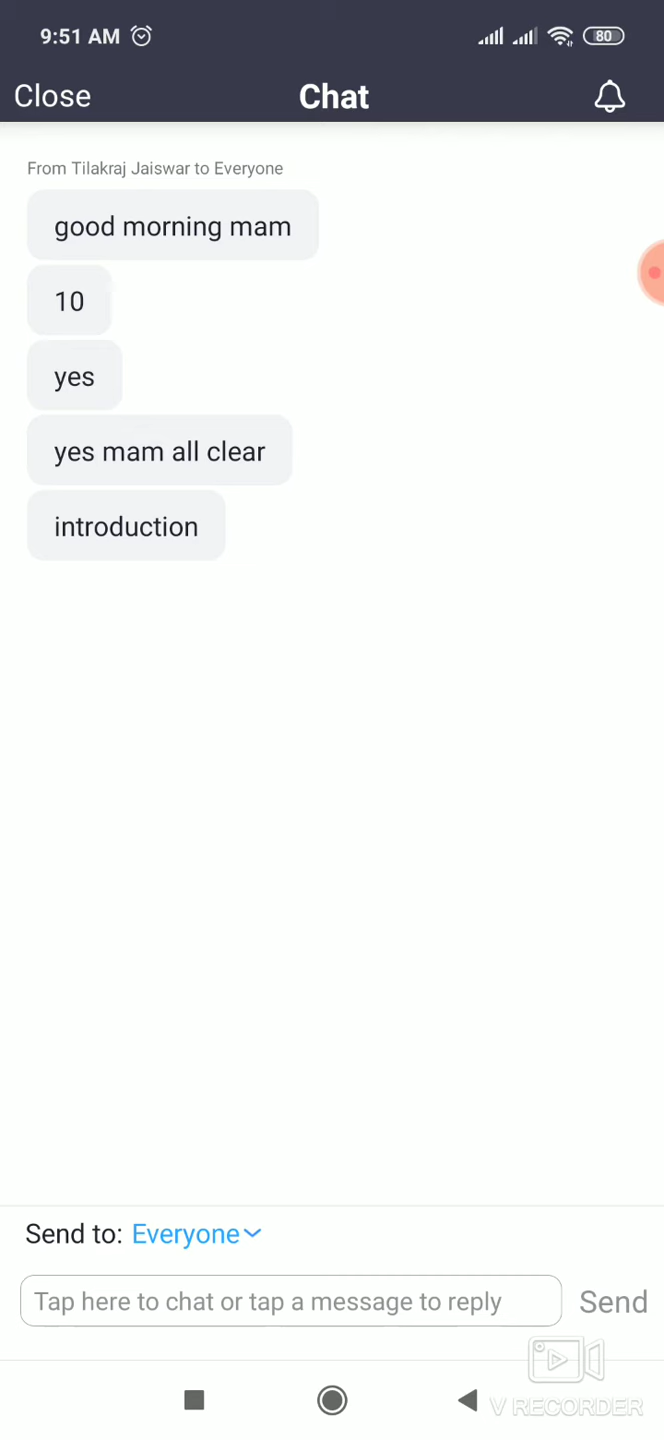 9:51 AM
80
Close
Chat
From Tilakraj Jaiswar to Everyone
good morning mam
10
yes
yes mam all clear
introduction
Send to: Everyone
Tap here to chat or tap a message to reply
Send
V RECORDER